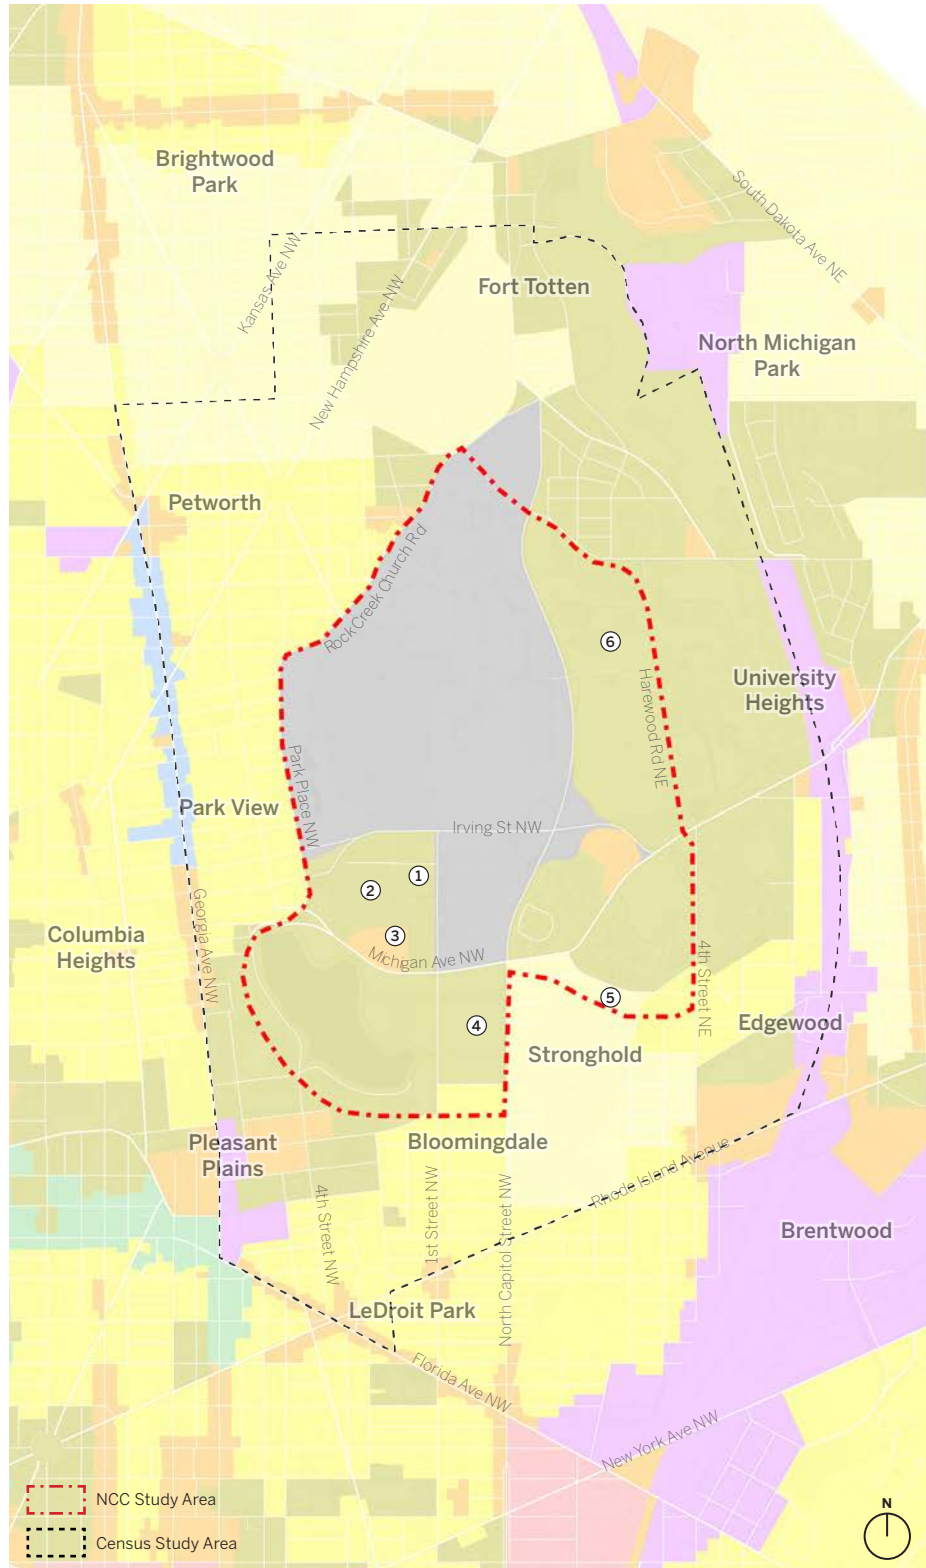 Brightwood
Park
South Dakota Ave NE
Kansas Ave NW
Fort Totten
New Hampshire Ave NW
North Michigan
Park
Petworth
Rock Creek Church Rd
6
University
Heights
Harewood Rd NE
Park Place NW
Park View
Irving St NW
1
2
Georgia Ave NW
3
Columbia
Heights
Michigan Ave NW
4th Street NE
5
4
Edgewood
Stronghold
Bloomingdale
Pleasant
Plains
Rhode Island Avenue
4th Street NW
1st Street NW
North Capitol Street NW
Brentwood
LeDroit Park
Florida Ave NW
New York Ave NW
NCC Study Area
Census Study Area
N